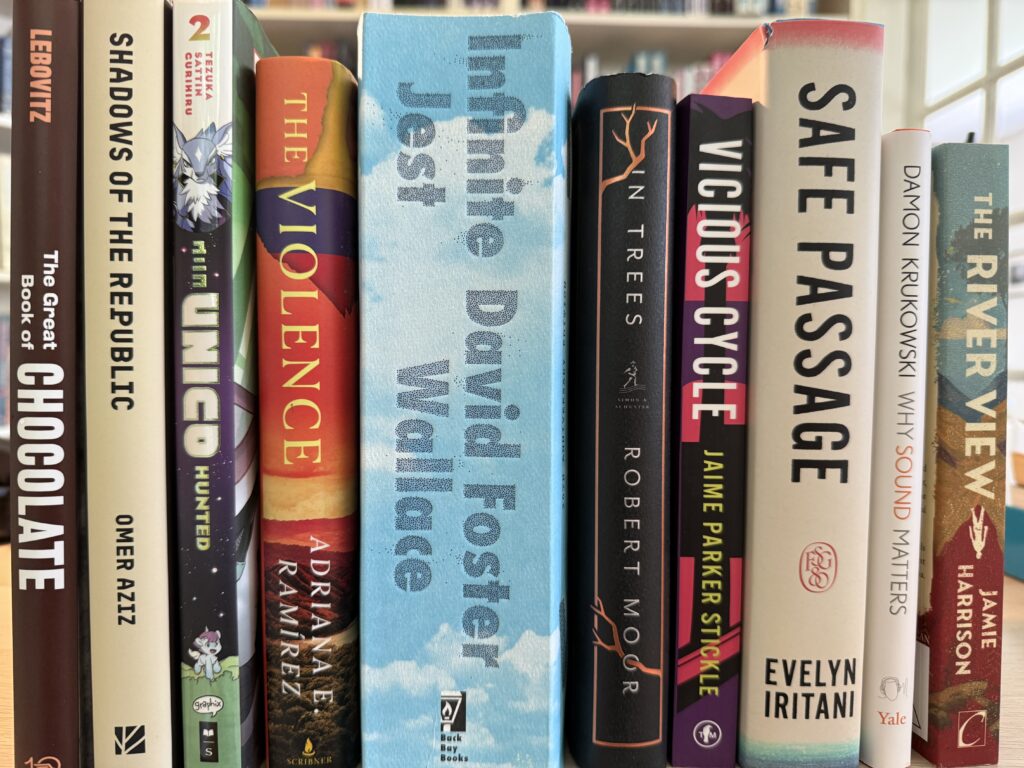 LEBOVITZ
The Great
Book of
CHOCOLATE
SHADOWS OF THE REPUBLIC
OMER AZIZ
2
TEZUKA
SATTIN
GURIHIRU
UNICO
HUNTED
graphix
S
THE VIOLENCE
ADRIANA E.
RAMÍREZ
SCRIBNER
Infinite
Jest
David Foster
Wallace
Back
Bay
Books
IN TREES
SIMON &
SCHUSTER
ROBERT MOOR
VICIOUS CYCLE
JAIME PARKER STICKLE
TM
SAFE PASSAGE
EVELYN
IRITANI
DAMON KRUKOWSKI WHY SOUND MATTERS
Yale
THE RIVER VIEW
JAMIE
HARRISON
C